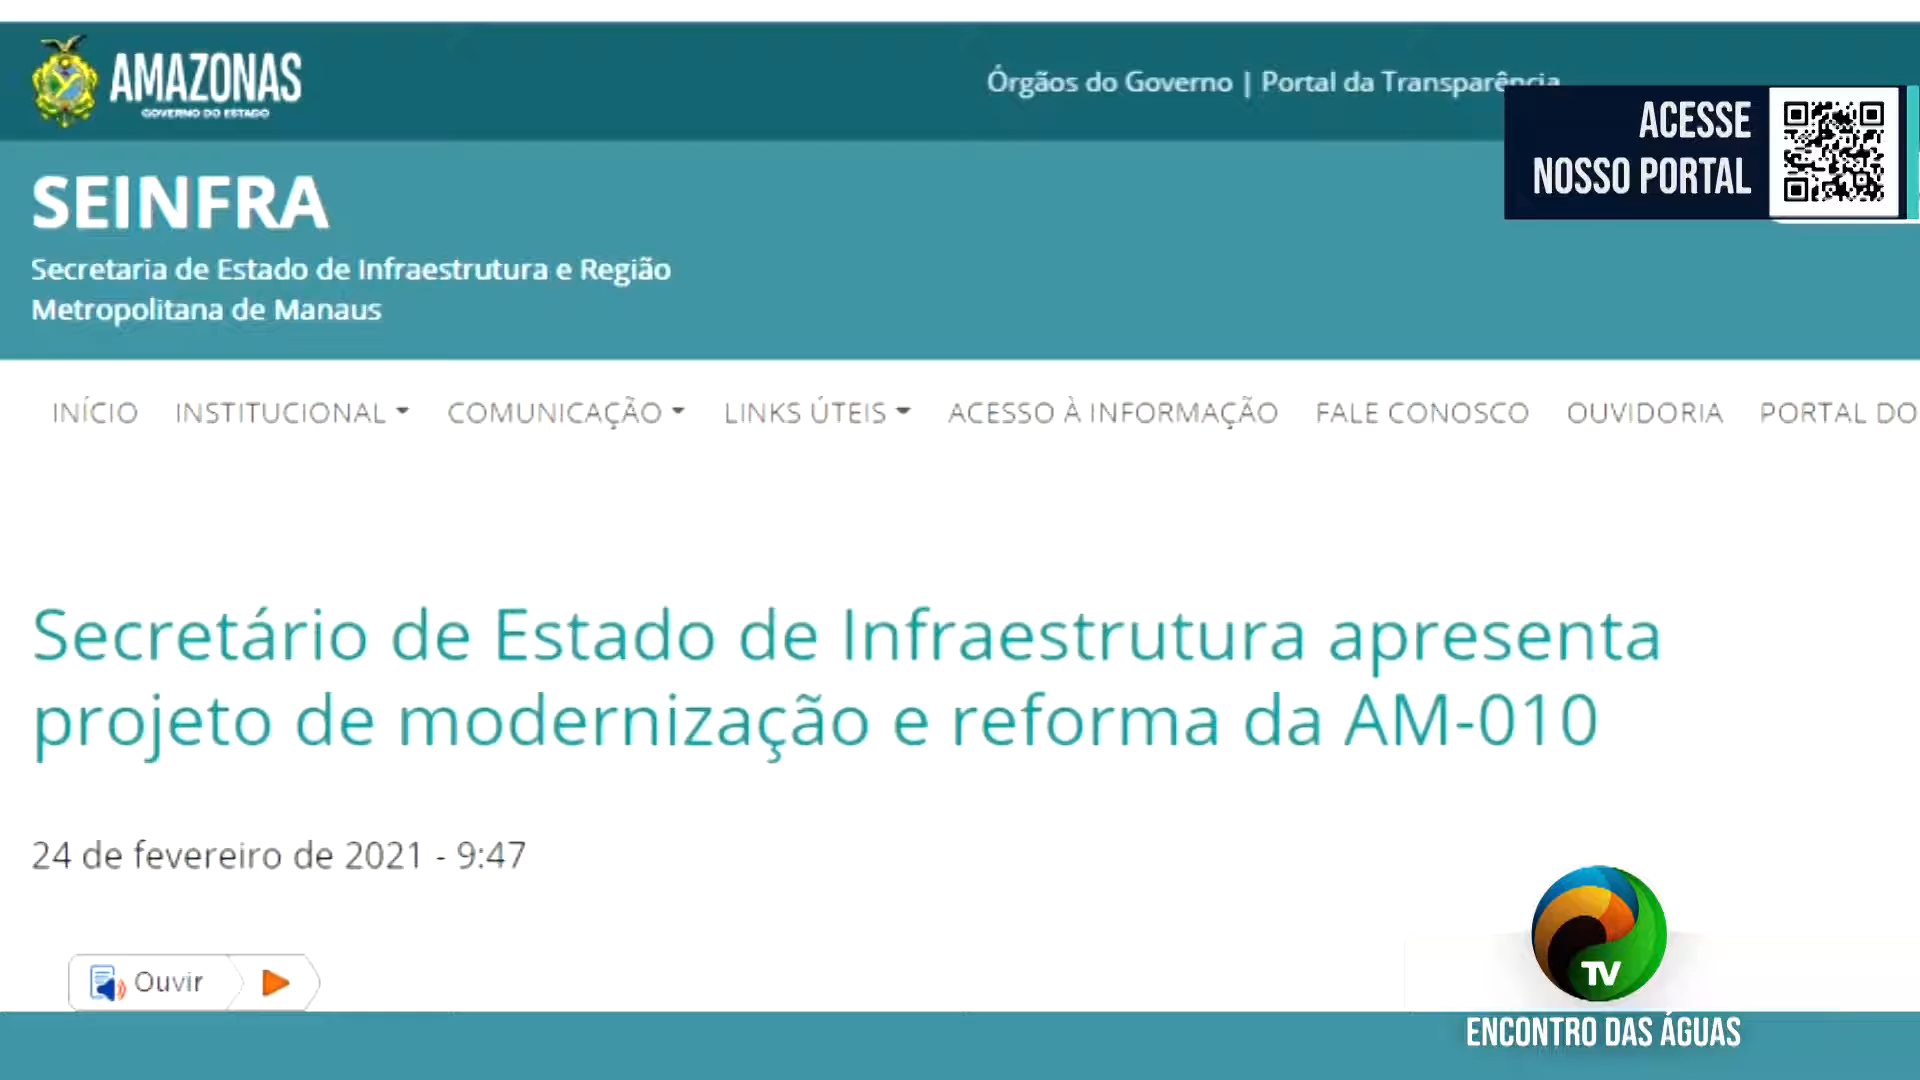 AMAZONAS
GOVERNO DO ESTADO
Órgãos do Governo | Portal da Transparência
ACESSE
NOSSO PORTAL
SEINFRA
Secretaria de Estado de Infraestrutura e Região
Metropolitana de Manaus
INÍCIO INSTITUCIONAL COMUNICAÇÃO LINKS ÚTEIS ACESSO À INFORMAÇÃO FALE CONOSCO OUVIDORIA PORTAL DO
Secretário de Estado de Infraestrutura apresenta
projeto de modernização e reforma da AM-010
24 de fevereiro de 2021 - 9:47
Ouvir
TV
ENCONTRO DAS ÁGUAS